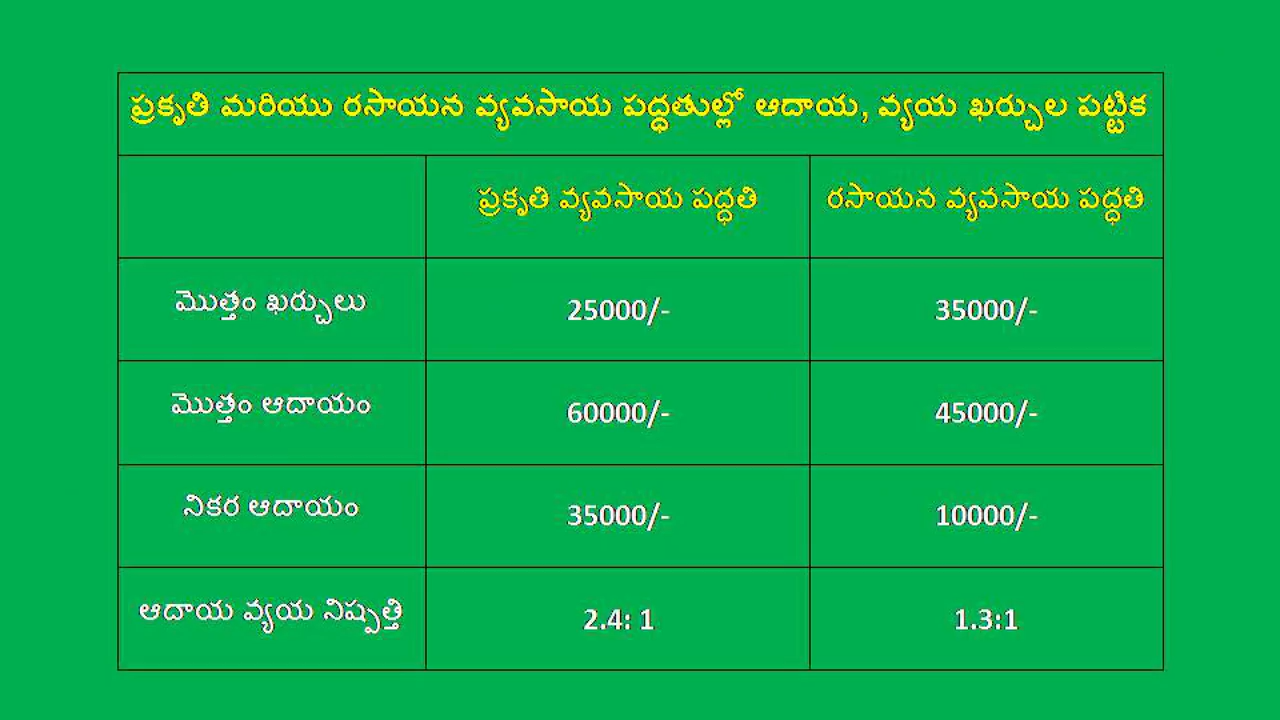 ప్రకృతి మరియు రసాయన వ్యవసాయ పద్ధతుల్లో ఆదాయ, వ్యయ ఖర్చుల పట్టిక
ప్రకృతి వ్యవసాయ పద్ధతి రసాయన వ్యవసాయ పద్ధతి
మొత్తం ఖర్చులు 25000/- 35000/-
మొత్తం ఆదాయం 60000/- 45000/-
నికర ఆదాయం 35000/- 10000/-
ఆదాయ వ్యయ నిష్పత్తి 2.4: 1 1.3:1